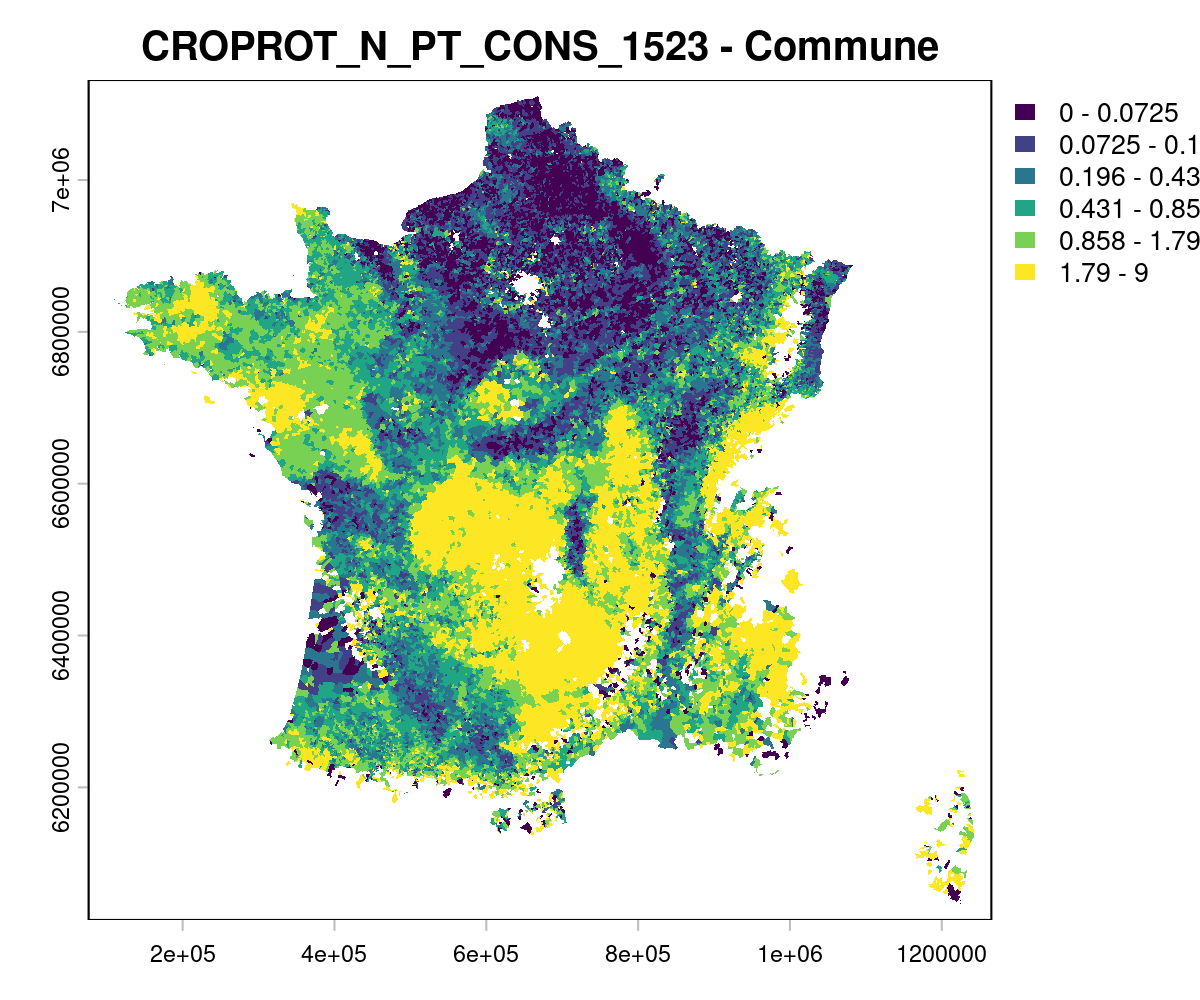 CROPROT_N_PT_CONS_1523 - Commune
0 - 0.0725
0.0725 - 0.1
0.196 - 0.43
0.431 - 0.85
0.858 - 1.79
1.79 - 9
7e+06
6800000
6600000
6400000
6200000
2e+05 4e+05 6e+05 8e+05 1e+06 1200000